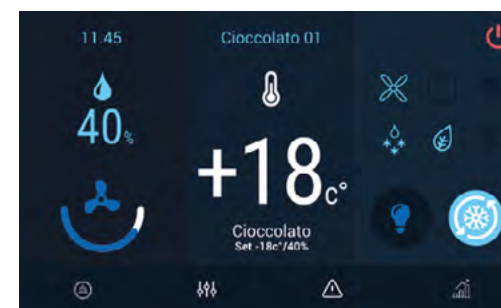 11.45
Cioccolato 01
40%
+18c°
Cioccolato
Set -18c°/40%